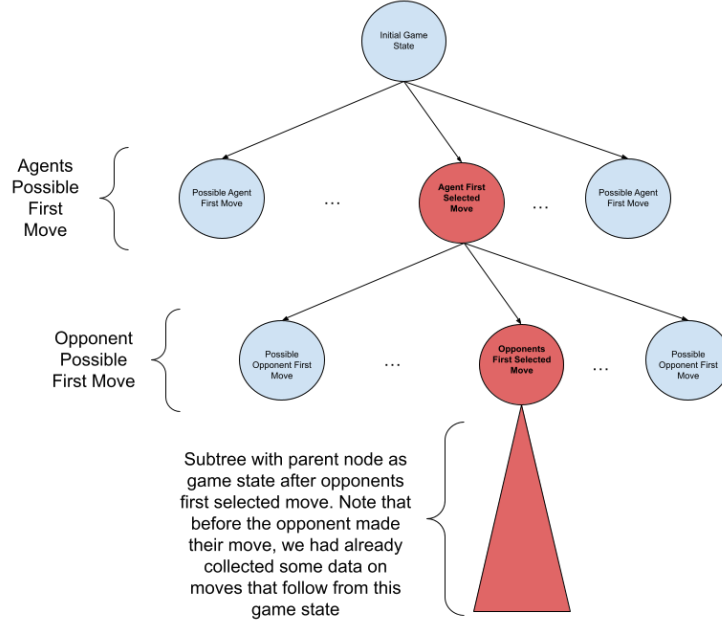 Initial Game
State
Agents
Possible
First
Move
Possible Agent
First Move
...
Agent First
Selected
Move
...
Possible Agent
First Move
Opponent
Possible
First Move
Possible
Opponent First
Move
...
Opponents
First Selected
Move
...
Possible
Opponent First
Move
Subtree with parent node as
game state after opponents
first selected move. Note that
before the opponent made
their move, we had already
collected some data on
moves that follow from this
game state